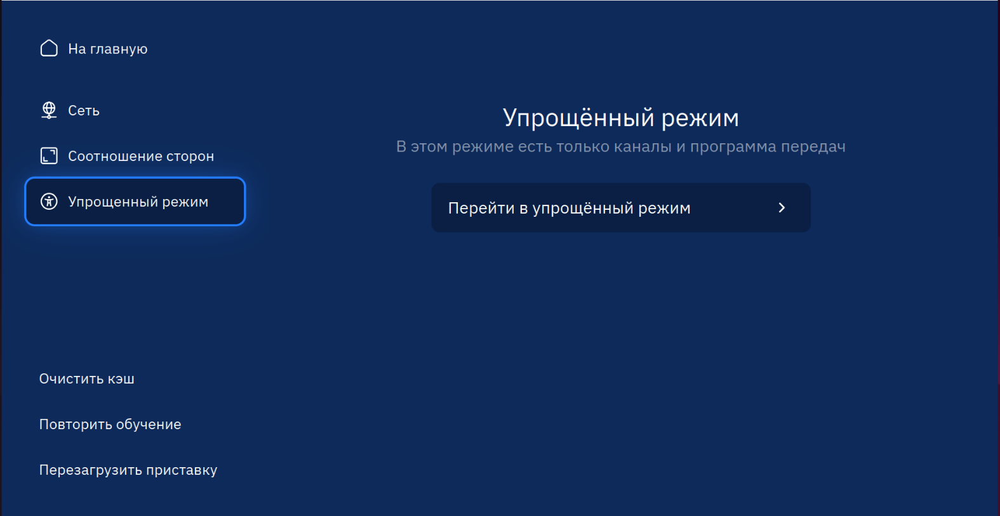 На главную
Сеть
Соотношение сторон
Упрощенный режим
Очистить кэш
Повторить обучение
Перезагрузить приставку
Упрощённый режим
В этом режиме есть только каналы и программа передач
Перейти в упрощённый режим